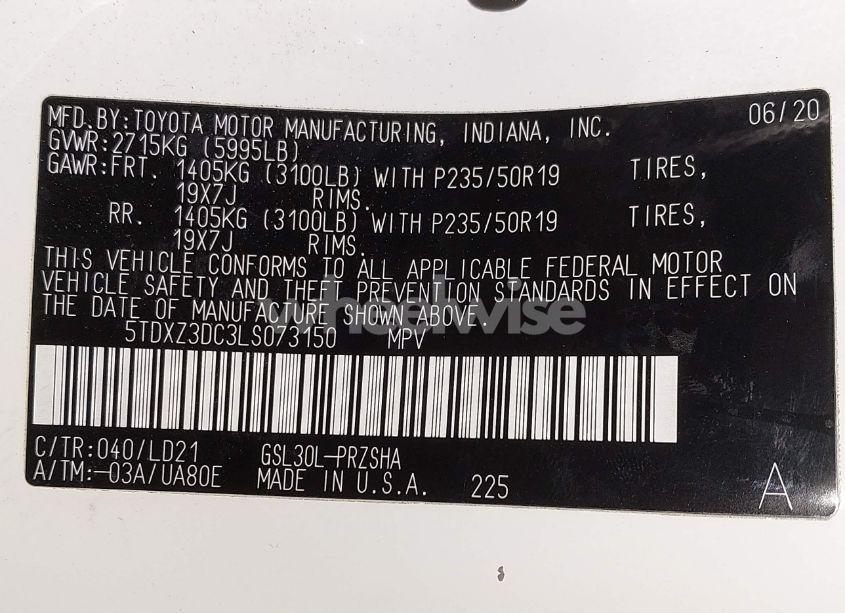 MFD.BY:TOYOTA MOTOR MANUFACTURING, INDIANA, INC. 06/20
GVWR:2715KG (5995LB)
GAWR:FRT. 1405KG (3100LB) WITH P235/50R19 TIRES,
19X7J RIMS.
RR. 1405KG (3100LB) WITH P235/50R19 TIRES,
19X7J RIMS.
THIS VEHICLE CONFORMS TO ALL APPLICABLE FEDERAL MOTOR
VEHICLE SAFETY AND THEFT PREVENTION STANDARDS IN EFFECT ON
THE DATE OF MANUFACTURE SHOWN ABOVE.
wheelwise
5TDXZ3DC3LS073150 MPV
C/TR:040/LD21 GSL30L-PRZSHA
A/TM:-03A/UA80E MADE IN U.S.A. 225 A